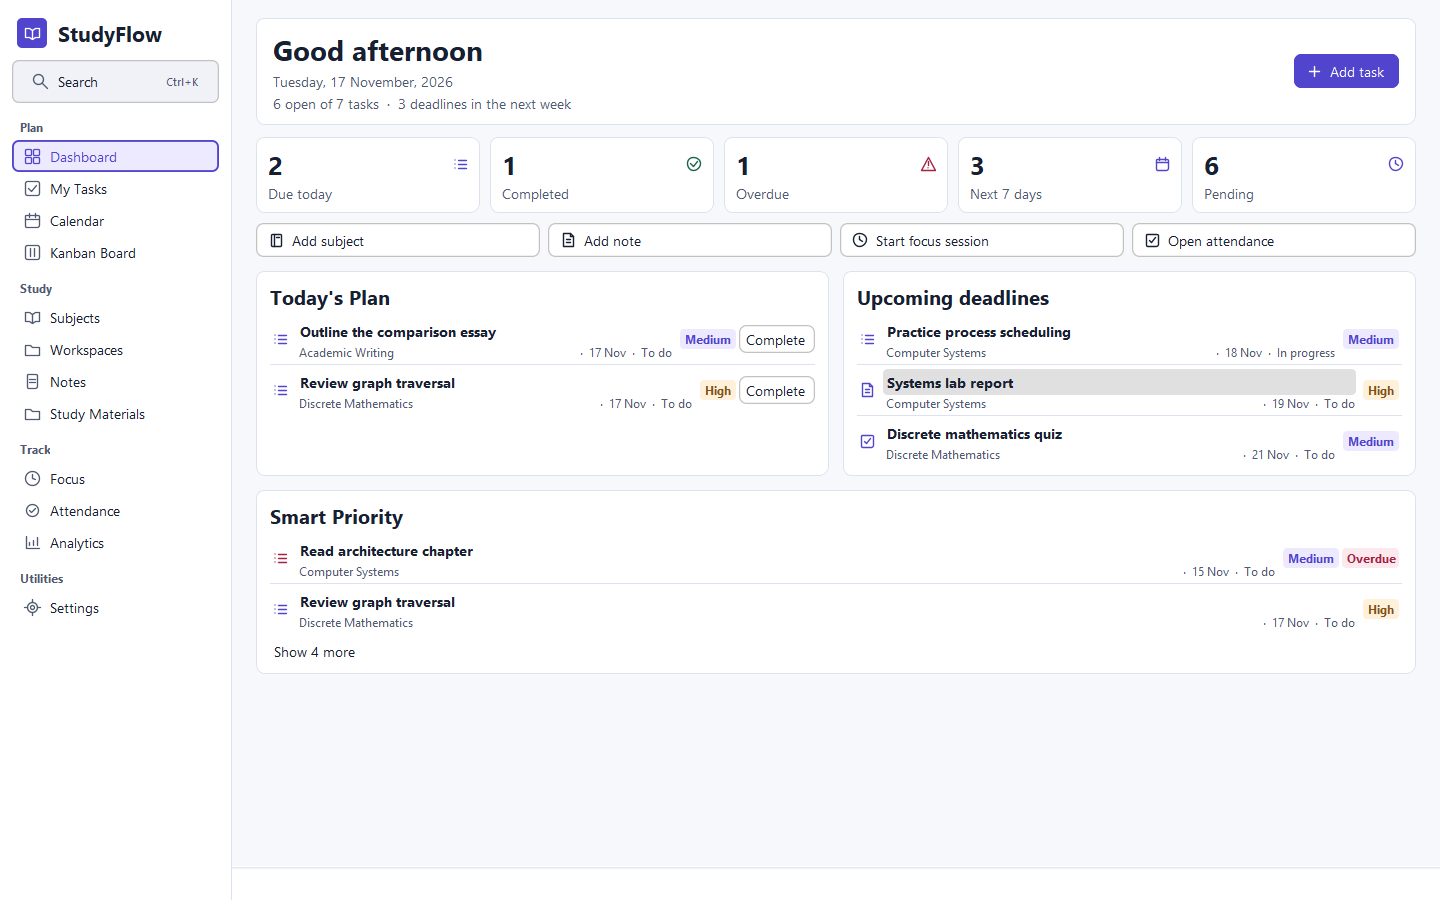 StudyFlow
Search Ctrl+K
Plan
Dashboard
My Tasks
Calendar
Kanban Board
Study
Subjects
Workspaces
Notes
Study Materials
Track
Focus
Attendance
Analytics
Utilities
Settings
Good afternoon
Tuesday, 17 November, 2026
6 open of 7 tasks · 3 deadlines in the next week
Add task
2
Due today
1
Completed
1
Overdue
3
Next 7 days
6
Pending
Add subject
Add note
Start focus session
Open attendance
Today's Plan
Outline the comparison essay
Academic Writing · 17 Nov · To do
Medium Complete
Review graph traversal
Discrete Mathematics · 17 Nov · To do
High Complete
Upcoming deadlines
Practice process scheduling
Computer Systems · 18 Nov · In progress
Medium
Systems lab report
Computer Systems · 19 Nov · To do
High
Discrete mathematics quiz
Discrete Mathematics · 21 Nov · To do
Medium
Smart Priority
Read architecture chapter
Computer Systems · 15 Nov · To do
Medium Overdue
Review graph traversal
Discrete Mathematics · 17 Nov · To do
High
Show 4 more